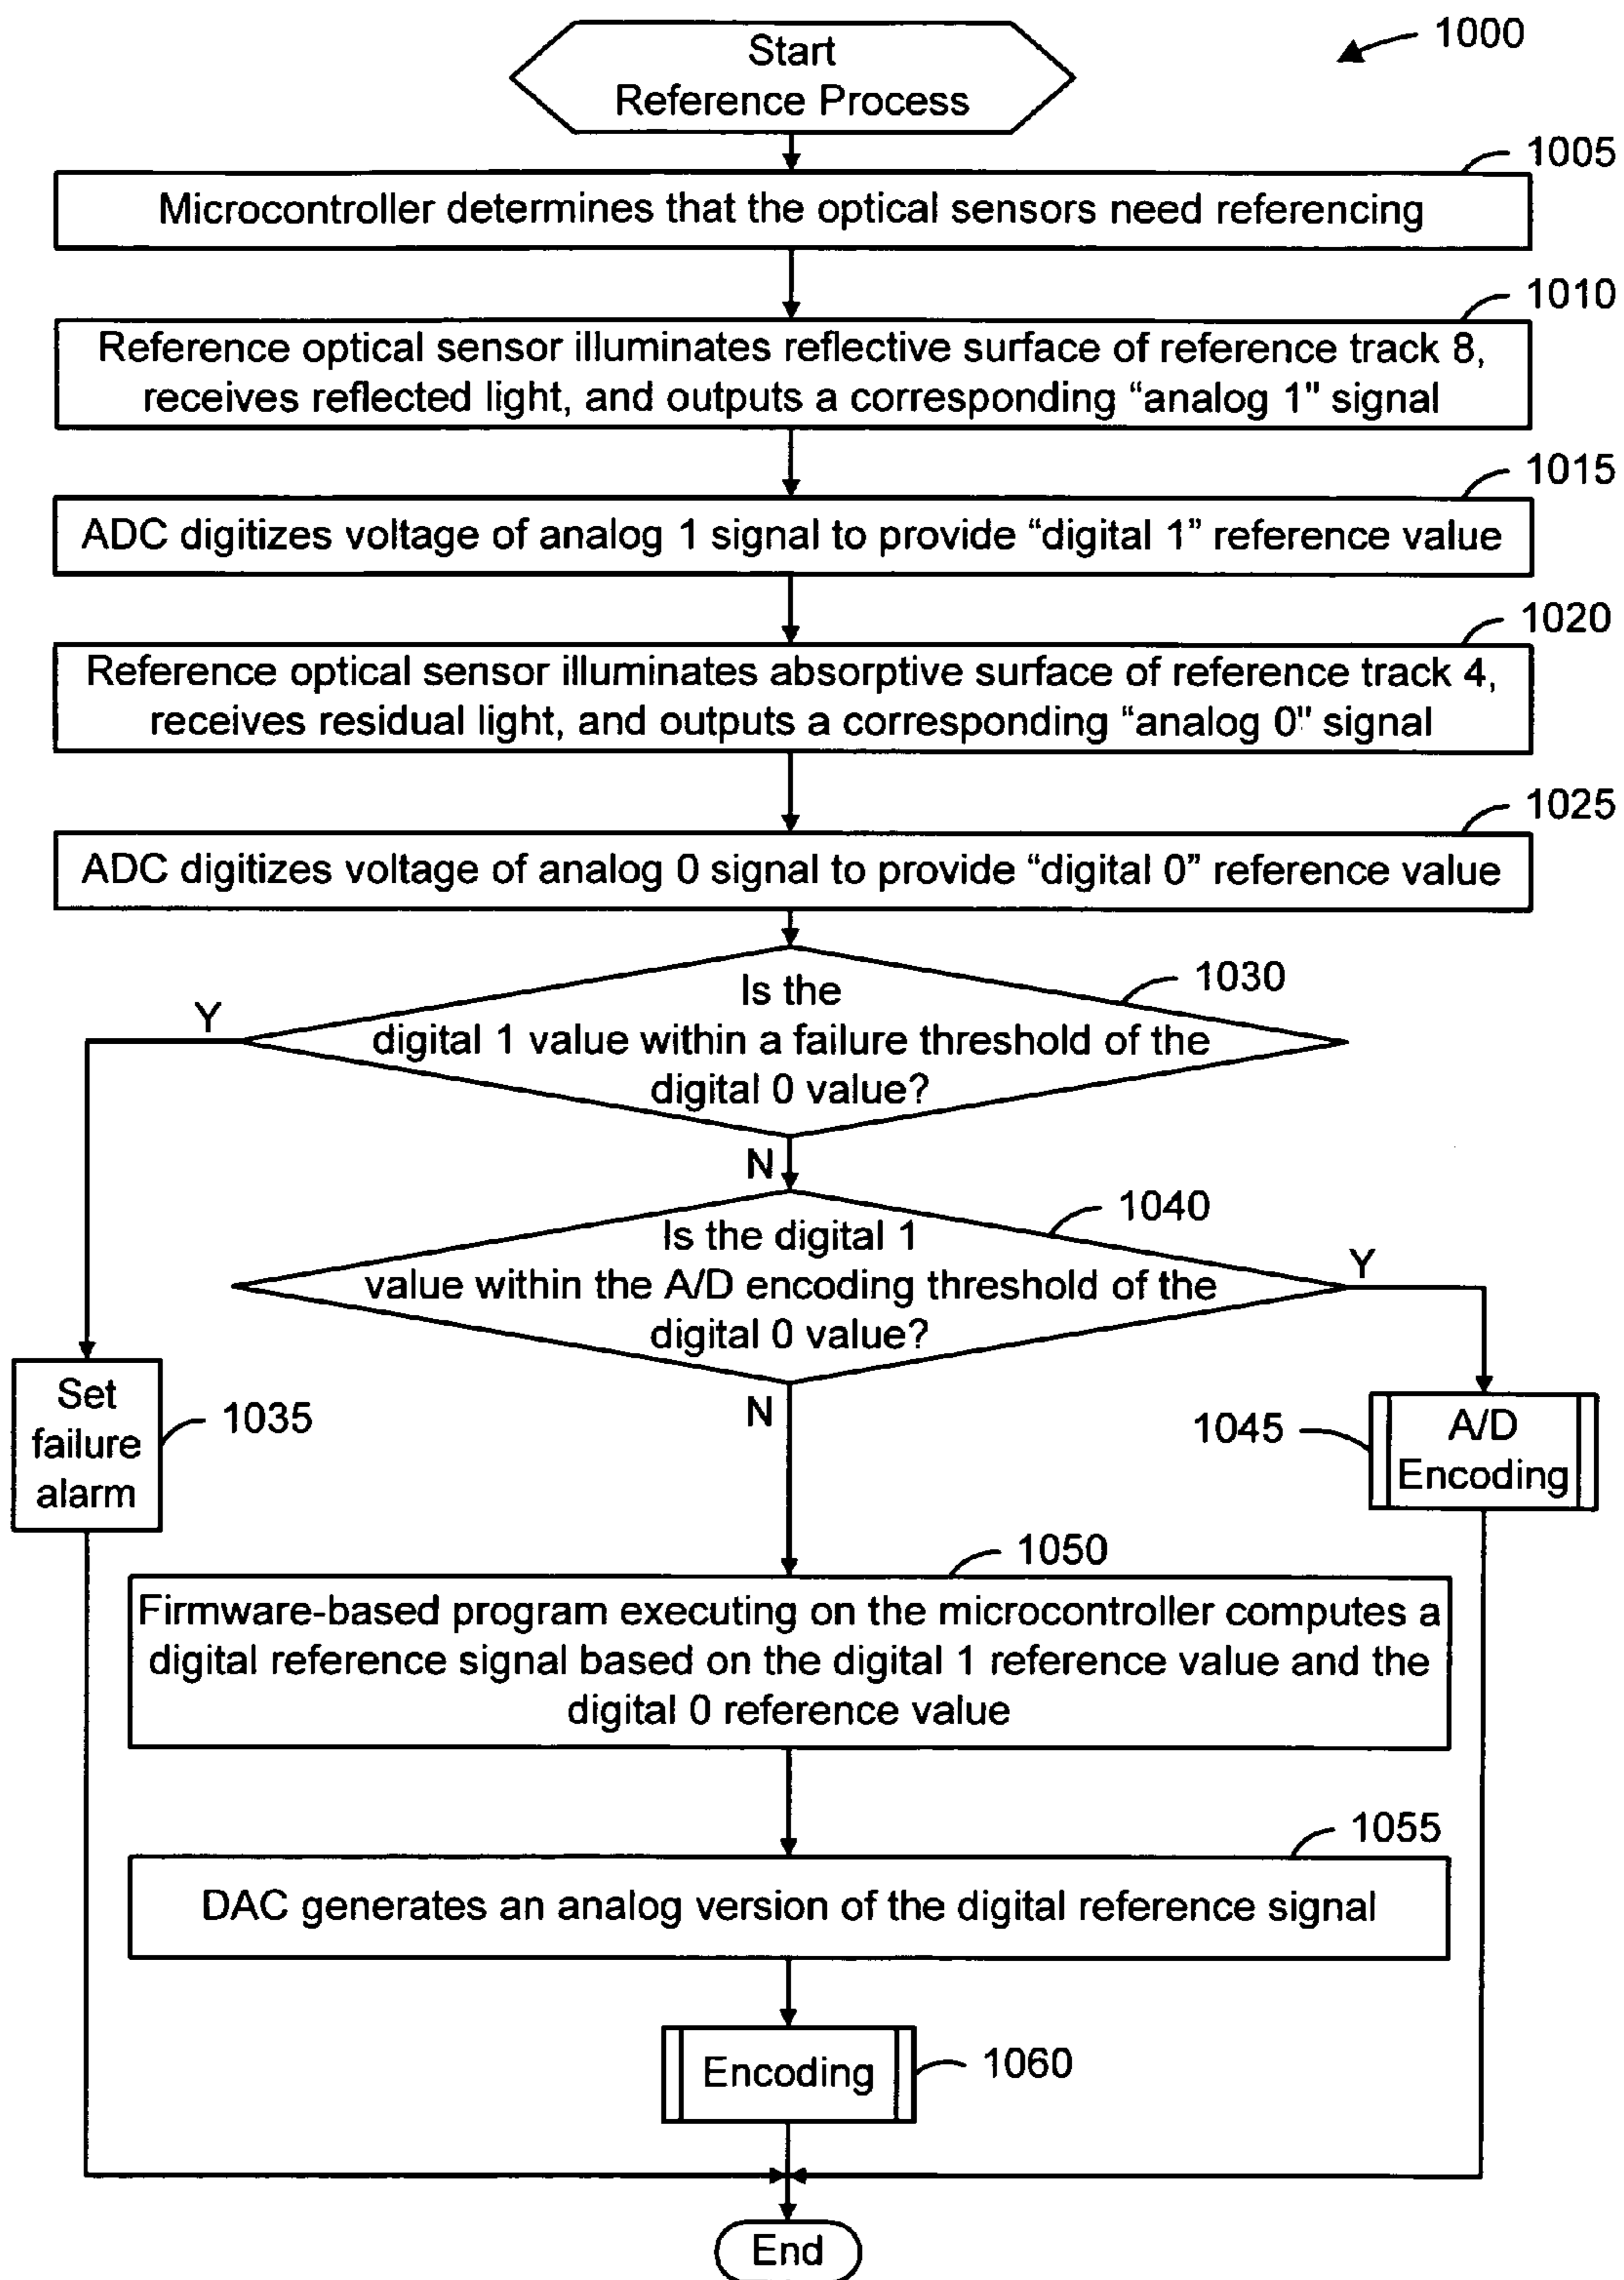 Start
Reference Process
1000
1005
Microcontroller determines that the optical sensors need referencing
1010
Reference optical sensor illuminates reflective surface of reference track 8,
receives reflected light, and outputs a corresponding “analog 1” signal
1015
ADC digitizes voltage of analog 1 signal to provide “digital 1” reference value
1020
Reference optical sensor illuminates absorptive surface of reference track 4,
receives residual light, and outputs a corresponding “analog 0” signal
1025
ADC digitizes voltage of analog 0 signal to provide “digital 0” reference value
1030
Is the
digital 1 value within a failure threshold of the
digital 0 value?
Y
N
1040
Is the digital 1
value within the A/D encoding threshold of the
digital 0 value?
Y
N
Set
failure
alarm
1035
1045
A/D
Encoding
1050
Firmware-based program executing on the microcontroller computes a
digital reference signal based on the digital 1 reference value and the
digital 0 reference value
1055
DAC generates an analog version of the digital reference signal
Encoding
1060
End